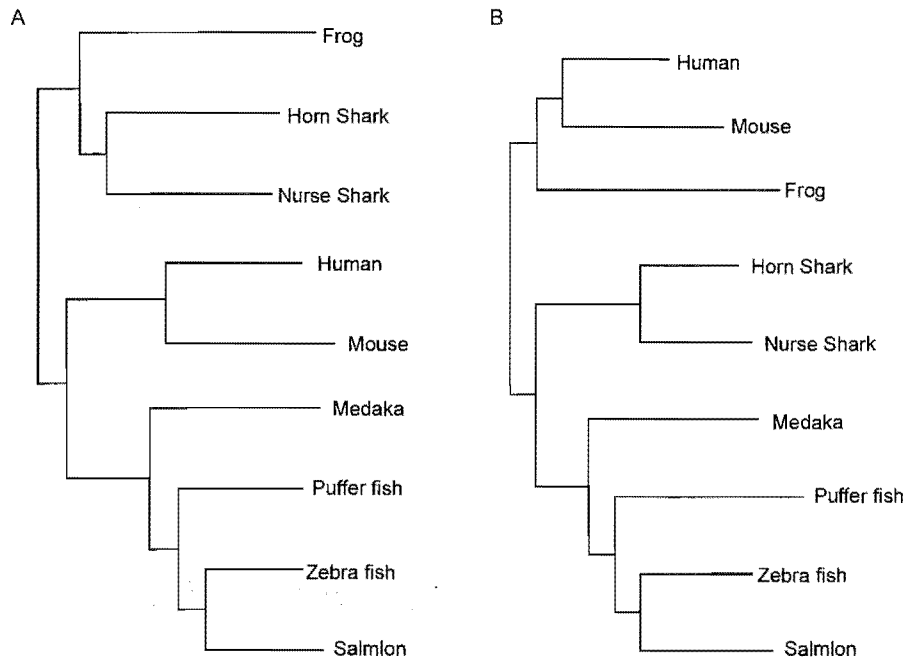 A
Frog
Horn Shark
Nurse Shark
Human
Mouse
Medaka
Puffer fish
Zebra fish
Salmlon
B
Human
Mouse
Frog
Horn Shark
Nurse Shark
Medaka
Puffer fish
Zebra fish
Salmlon